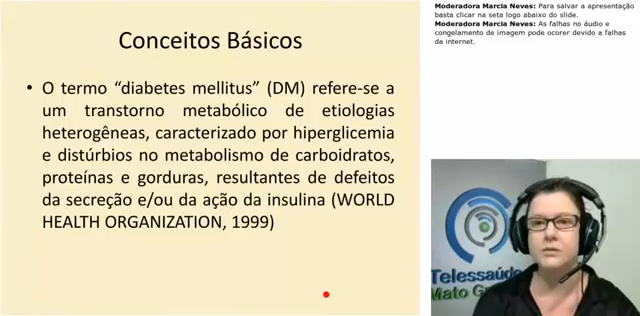 Conceitos Básicos
• O termo “diabetes mellitus” (DM) refere-se a
um transtorno metabólico de etiologias
heterogêneas, caracterizado por hiperglicemia
e distúrbios no metabolismo de carboidratos,
proteínas e gorduras, resultantes de defeitos
da secreção e/ou da ação da insulina (WORLD
HEALTH ORGANIZATION, 1999)
Moderadora Marcia Neves: Para salvar a apresentação
basta clicar na seta logo abaixo do slide.
Moderadora Marcia Neves: As falhas no áudio e
congelamento de imagem pode ocorer devido a falhas
da internet.
Telessaúde
Mato